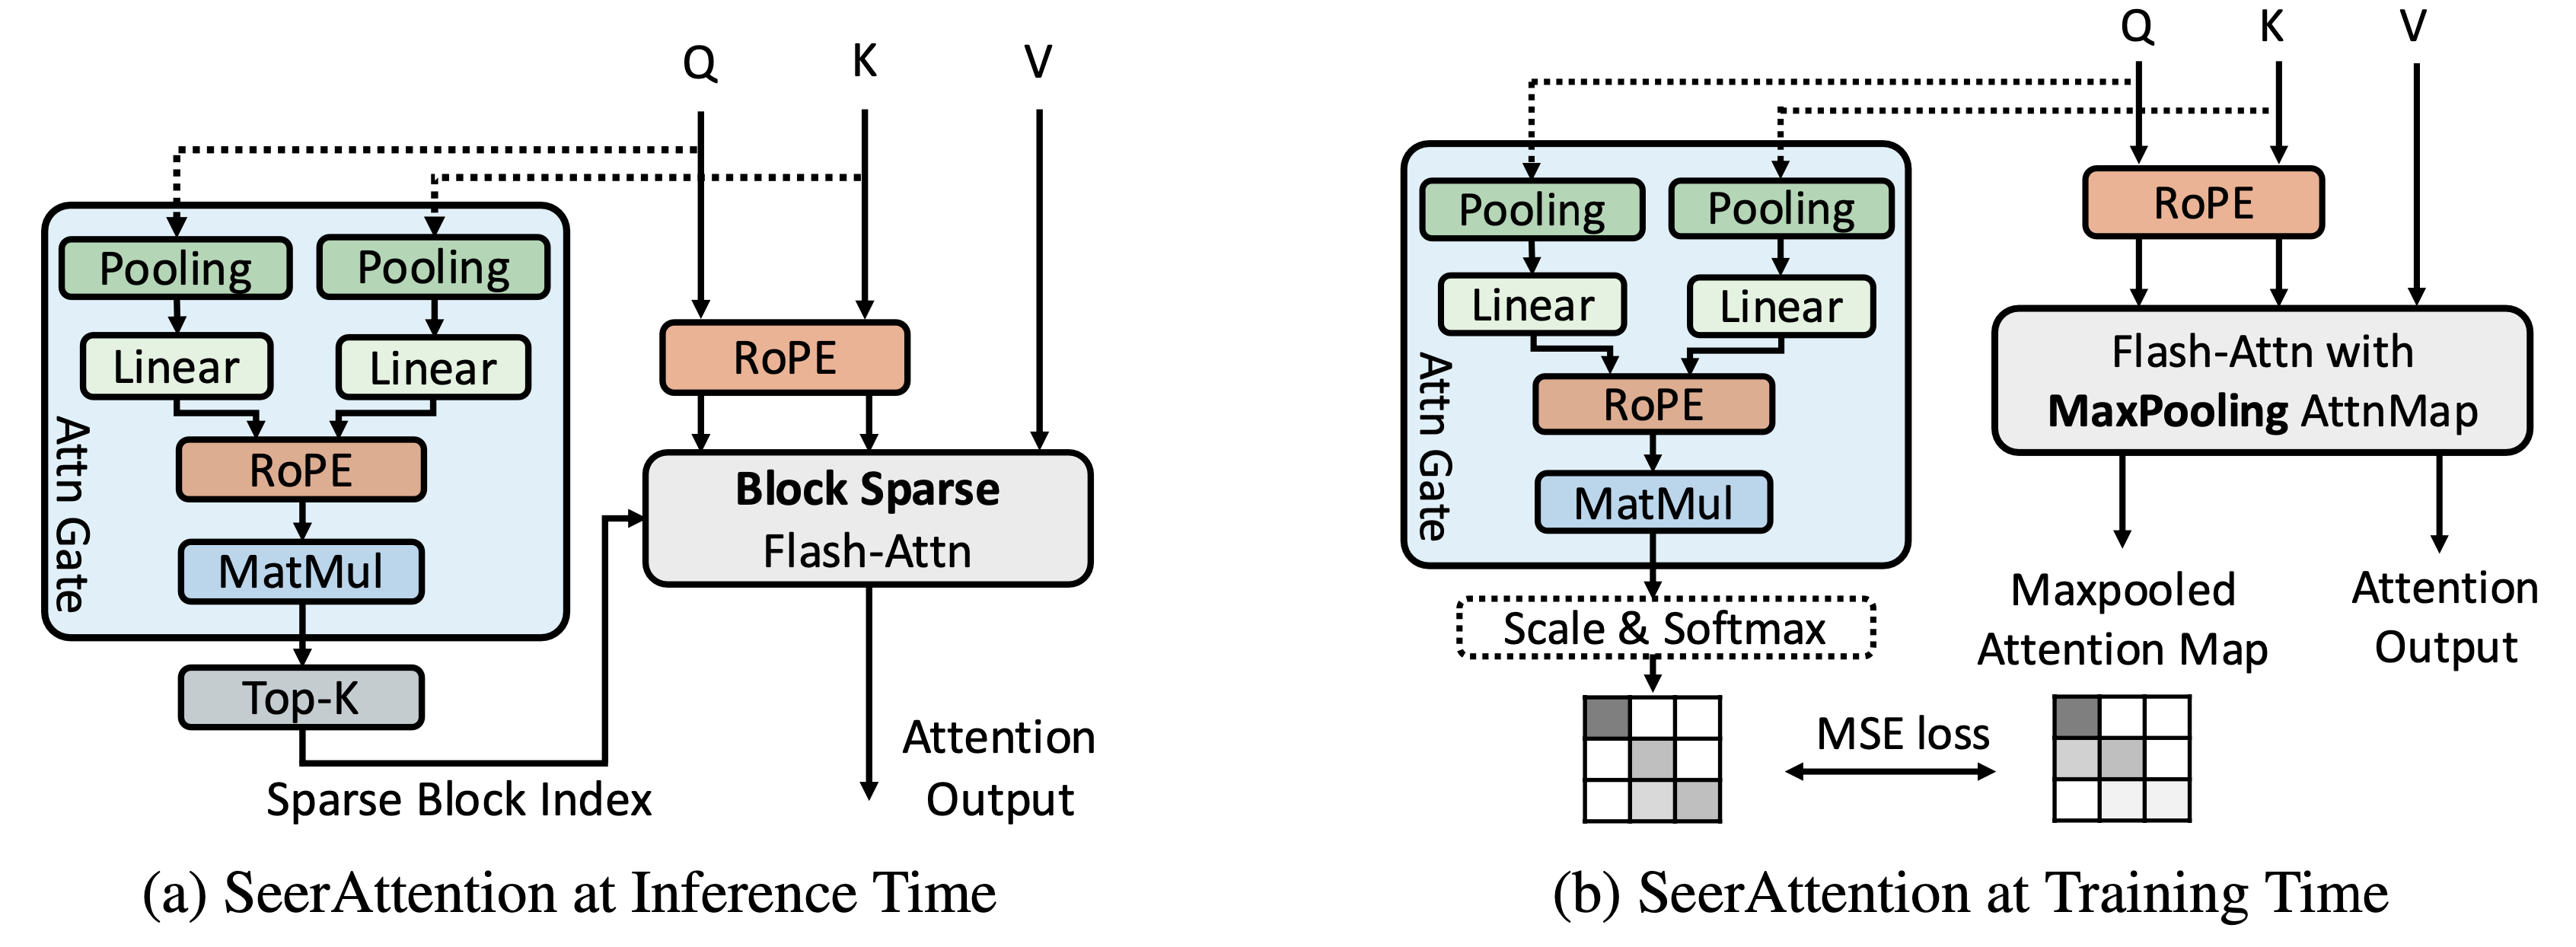 Q
K
V
Pooling
Pooling
Linear
Linear
RoPE
MatMul
Attn Gate
Top-K
Sparse Block Index
RoPE
Block Sparse
Flash-Attn
Attention
Output
(a) SeerAttention at Inference Time
Q
K
V
Pooling
Pooling
Linear
Linear
RoPE
MatMul
Attn Gate
Scale & Softmax
RoPE
Flash-Attn with
MaxPooling AttnMap
Maxpooled
Attention Map
Attention
Output
MSE loss
(b) SeerAttention at Training Time